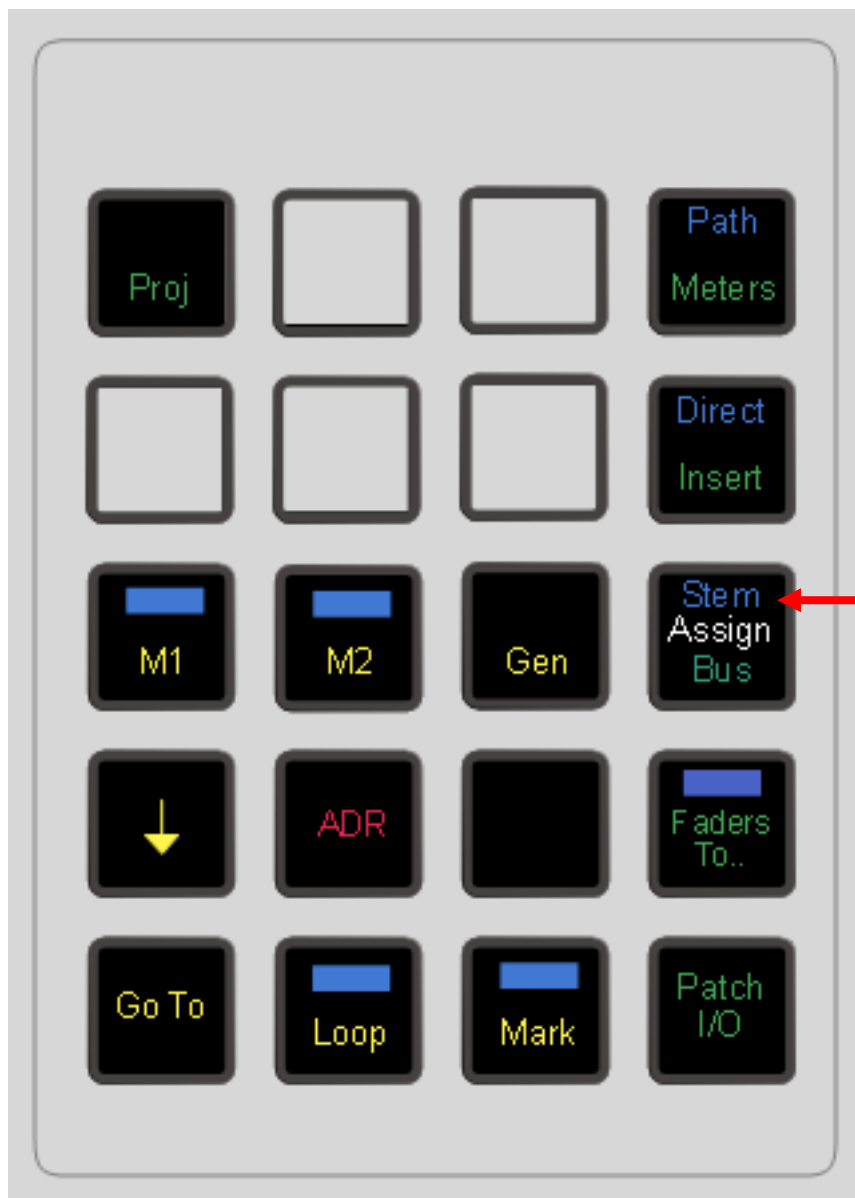 Proj
Path
Meters
Direct
Insert
M1
M2
Gen
Stem
Assign
Bus
ADR
Faders
To..
Go To
Loop
Mark
Patch
I/O